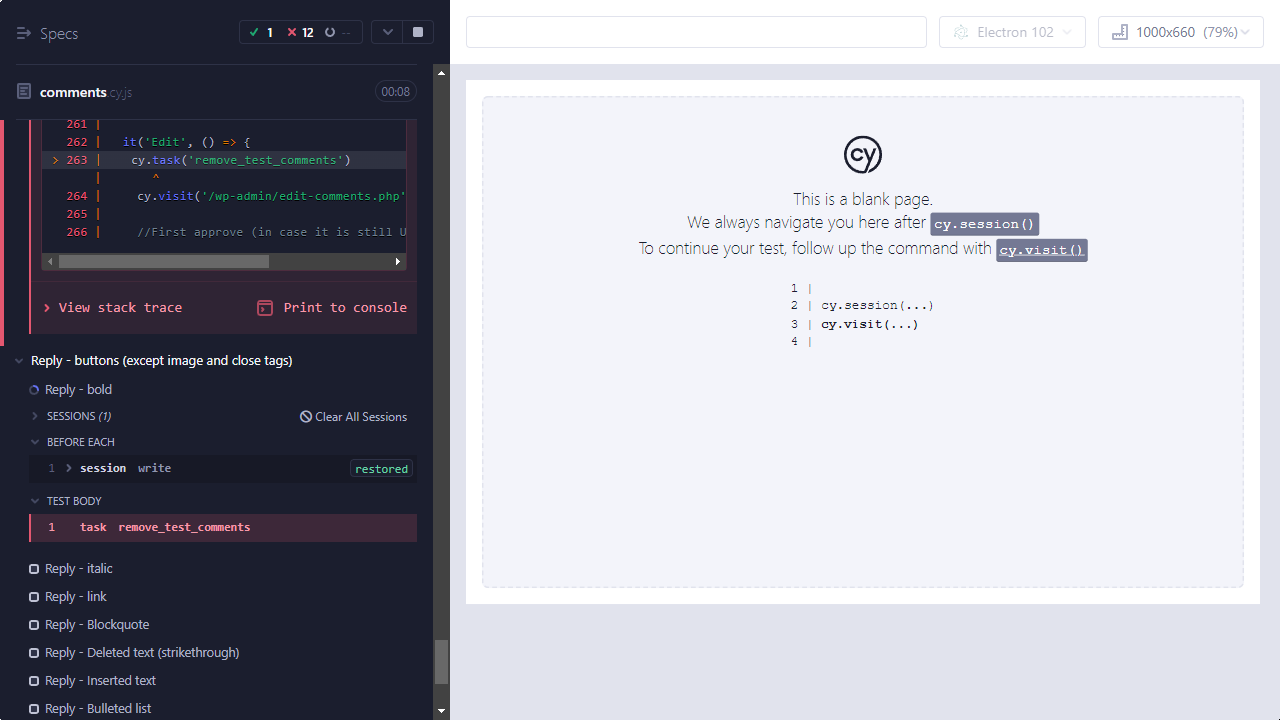 Specs
1 12 --
comments.cy.js
00:08
261 |
262 | it('Edit', () => {
> 263 | cy.task('remove_test_comments')
| ^
264 | cy.visit('/wp-admin/edit-comments.php'
265 |
266 | //First approve (in case it is still U
View stack trace
Print to console
Reply - buttons (except image and close tags)
Reply - bold
SESSIONS (1)
Clear All Sessions
BEFORE EACH
1 session write restored
TEST BODY
1 task remove_test_comments
Reply - italic
Reply - link
Reply - Blockquote
Reply - Deleted text (strikethrough)
Reply - Inserted text
Reply - Bulleted list
Electron 102
1000x660 (79%)
cy
This is a blank page.
We always navigate you here after cy.session()
To continue your test, follow up the command with cy.visit()
1 |
2 | cy.session(...)
3 | cy.visit(...)
4 |